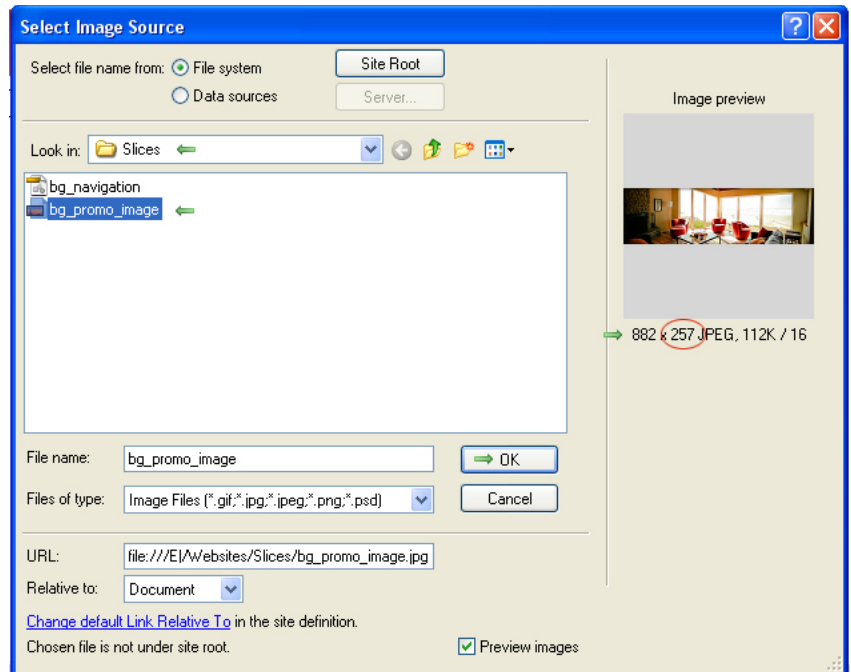 Select Image Source
Select file name from: File system Site Root
Data sources Server...
Image preview
Look in: Slices
bg_navigation
bg_promo_image
882 x 257 JPEG, 112K / 16
File name: bg_promo_image OK
Files of type: Image Files (*.gif;*.jpg;*.jpeg;*.png;*.psd) Cancel
URL: file:///E|/Websites/Slices/bg_promo_image.jpg
Relative to: Document
Change default Link Relative To in the site definition.
Chosen file is not under site root. Preview images